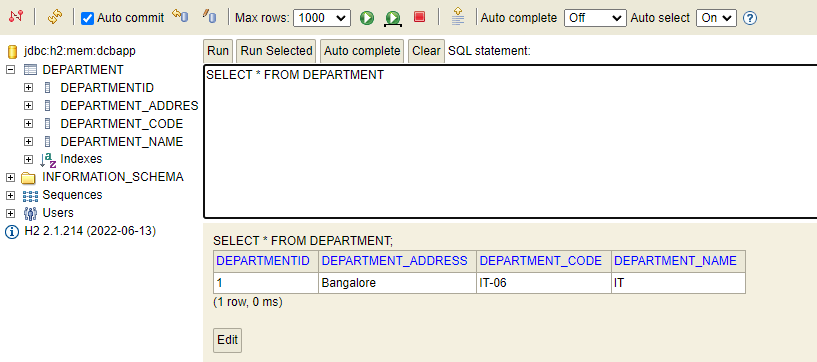 Auto commit Max rows: 1000 Auto complete Off Auto select On
jdbc:h2:mem:dcbapp
DEPARTMENT
DEPARTMENTID
DEPARTMENT_ADDRES
DEPARTMENT_CODE
DEPARTMENT_NAME
Indexes
INFORMATION_SCHEMA
Sequences
Users
H2 2.1.214 (2022-06-13)
Run Run Selected Auto complete Clear SQL statement:
SELECT * FROM DEPARTMENT
SELECT * FROM DEPARTMENT;
DEPARTMENTID DEPARTMENT_ADDRESS DEPARTMENT_CODE DEPARTMENT_NAME
1 Bangalore IT-06 IT
(1 row, 0 ms)
Edit